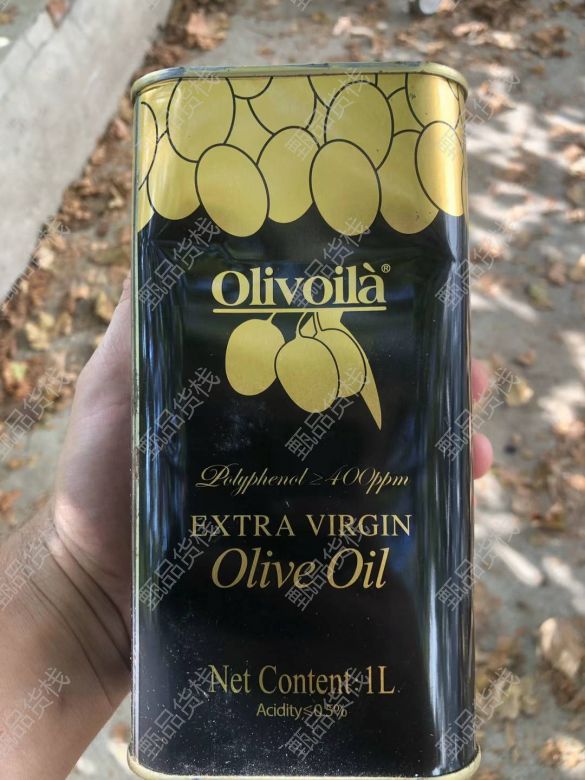 Olivoilà®
Polyphenol ≥400ppm
EXTRA VIRGIN
Olive Oil
Net Content 1L
Acidity≤0.5%
甄品货栈